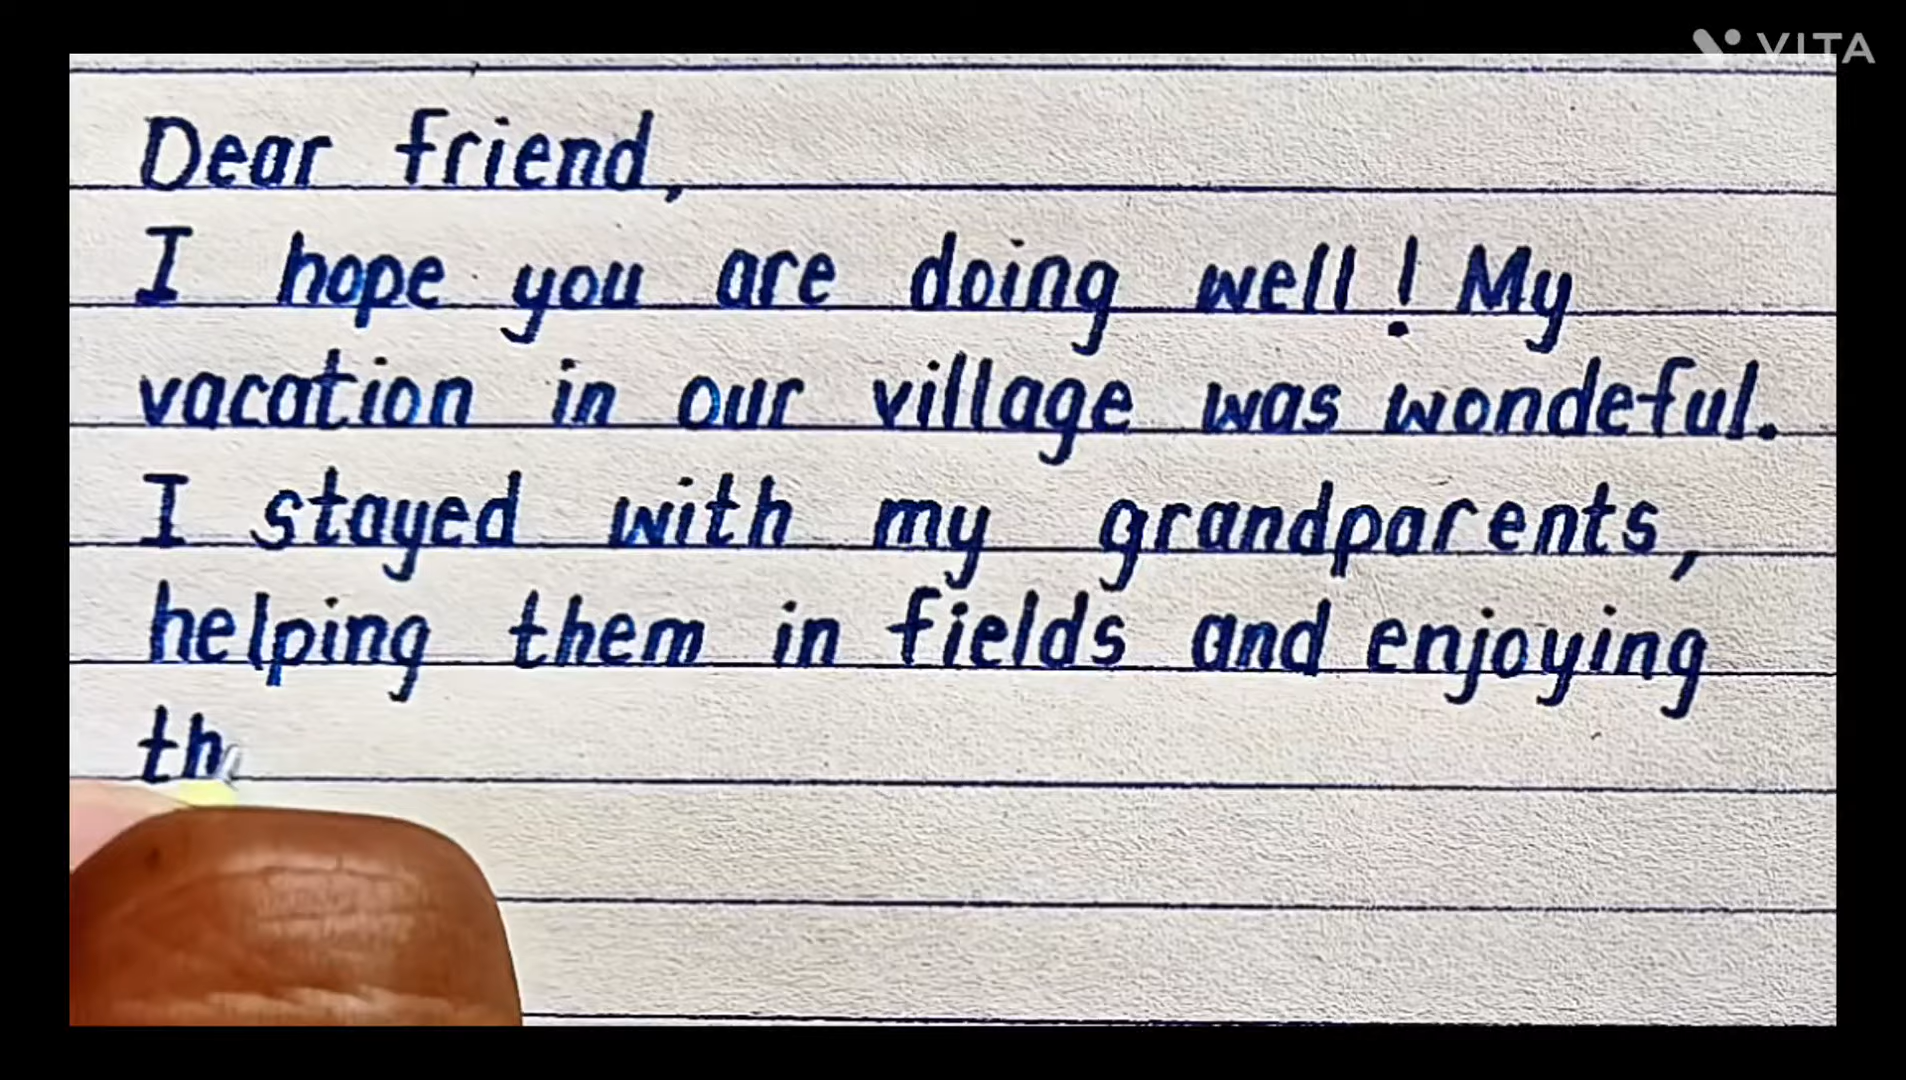 VITA
Dear friend,
I hope you are doing well! My
vacation in our village was wondeful.
I stayed with my grandparents,
helping them in fields and enjoying
th